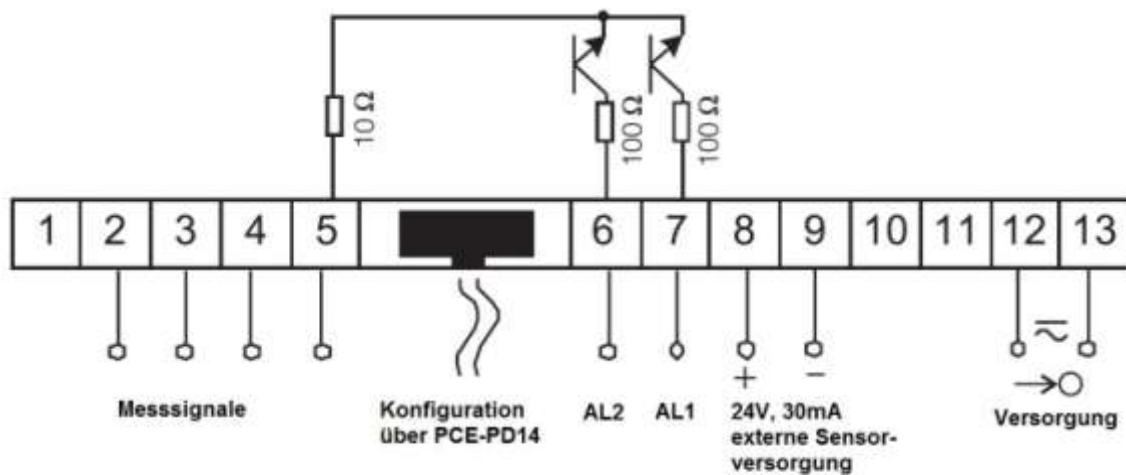 10 Ω
100 Ω
100 Ω
1 2 3 4 5 6 7 8 9 10 11 12 13
+ −
Messsignale
Konfiguration
über PCE-PD14
AL2
AL1
24V, 30mA
externe Sensor-
versorgung
Versorgung